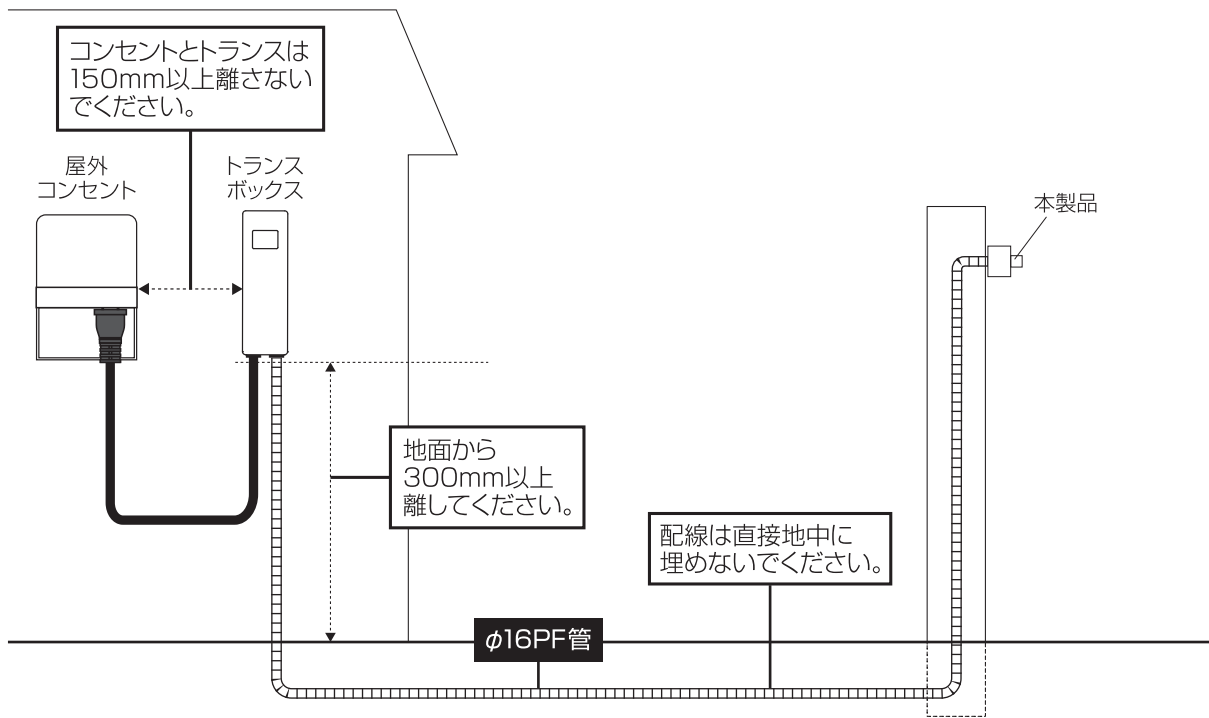 コンセントとトランスは
150mm以上離さない
でください。
屋外
コンセント
トランス
ボックス
本製品
地面から
300mm以上
離してください。
配線は直接地中に
埋めないでください。
φ16PF管